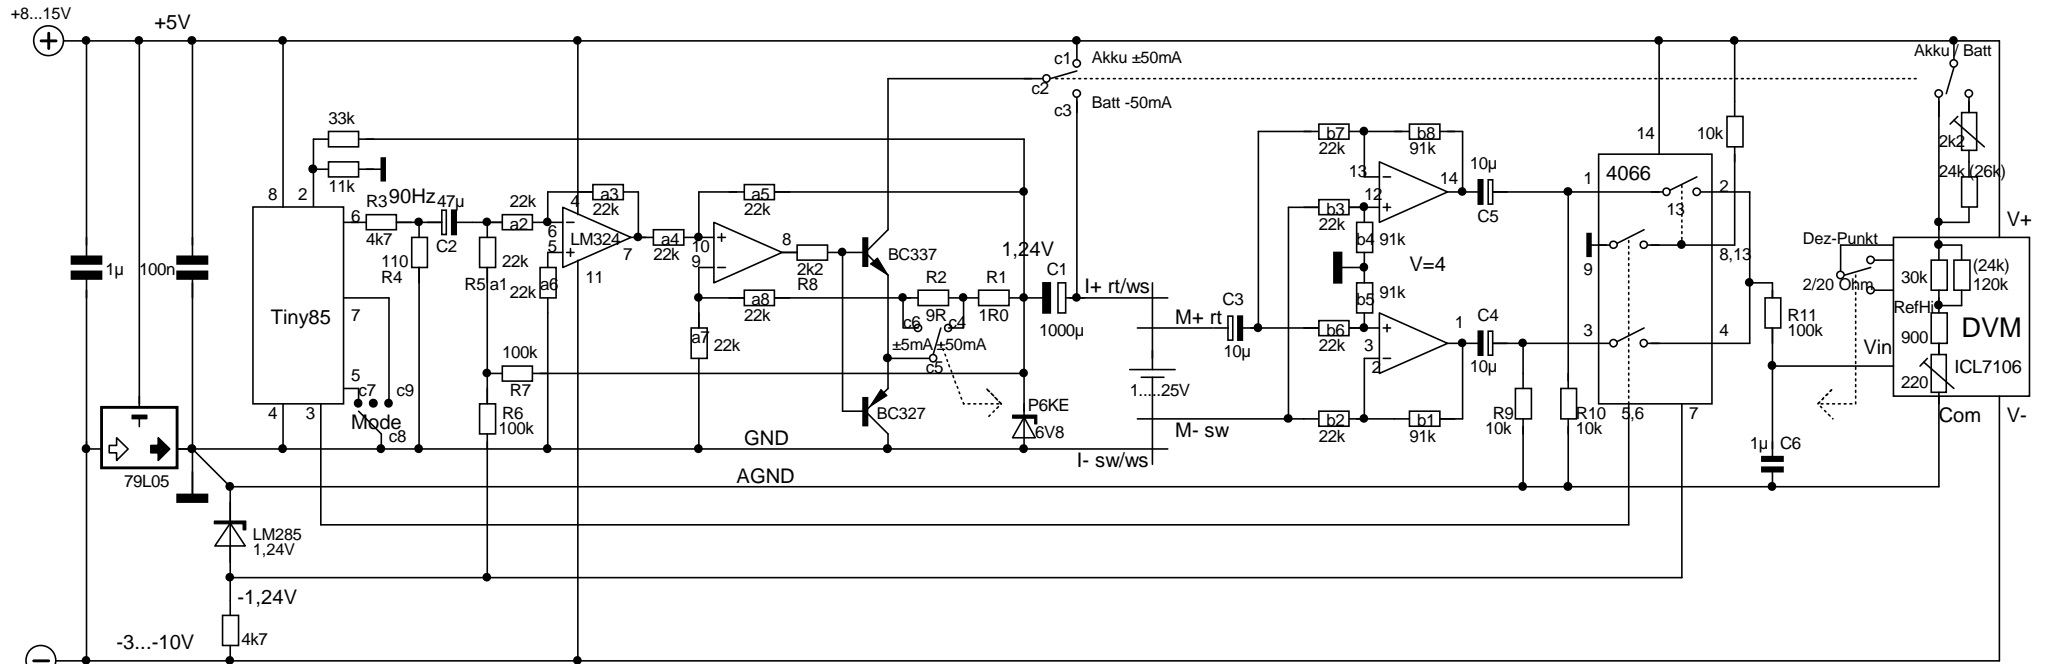 +8...15V
+5V
c1
Akku ±50mA
c2
c3
Batt -50mA
Akku / Batt
33k
11k
8
2
R3
90Hz
47µ
6
4k7
110
R4
C2
22k
a2
22k
R5
a1
22k
a6
a3
22k
4
6
5
LM324
7
11
a4
22k
a5
22k
10
9
8
2k2
R8
a8
22k
a7
22k
BC337
BC327
1,24V
R2
9R
R1
1R0
C1
1000µ
c6
c4
±5mA
±50mA
c5
I+ rt/ws
1µ
100n
Tiny85
7
5
c7
c9
Mode
c8
4
3
100k
R7
R6
100k
P6KE
6V8
GND
AGND
I- sw/ws
1....25V
M+ rt
C3
10µ
M- sw
b7
22k
b8
91k
13
12
14
10µ
C5
b3
22k
b4
91k
V=4
b5
91k
b6
22k
3
2
1
C4
10µ
b2
22k
b1
91k
14
10k
4066
1
2
13
9
8,13
3
4
5,6
7
R9
10k
R10
10k
R11
100k
1µ
C6
2k2
24k (26k)
V+
Dez-Punkt
2/20 Ohm
30k
(24k)
120k
RefHi
900
DVM
Vin
ICL7106
220
Com
V-
79L05
LM285
1,24V
-1,24V
4k7
-3...-10V